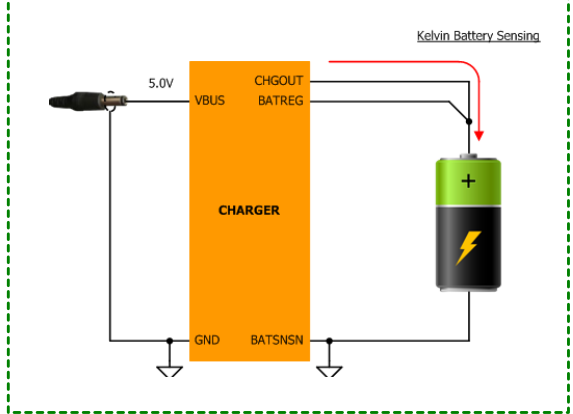 Kelvin Battery Sensing
5.0V
CHGOUT
VBUS
BATREG
+
CHARGER
GND
BATSNSN